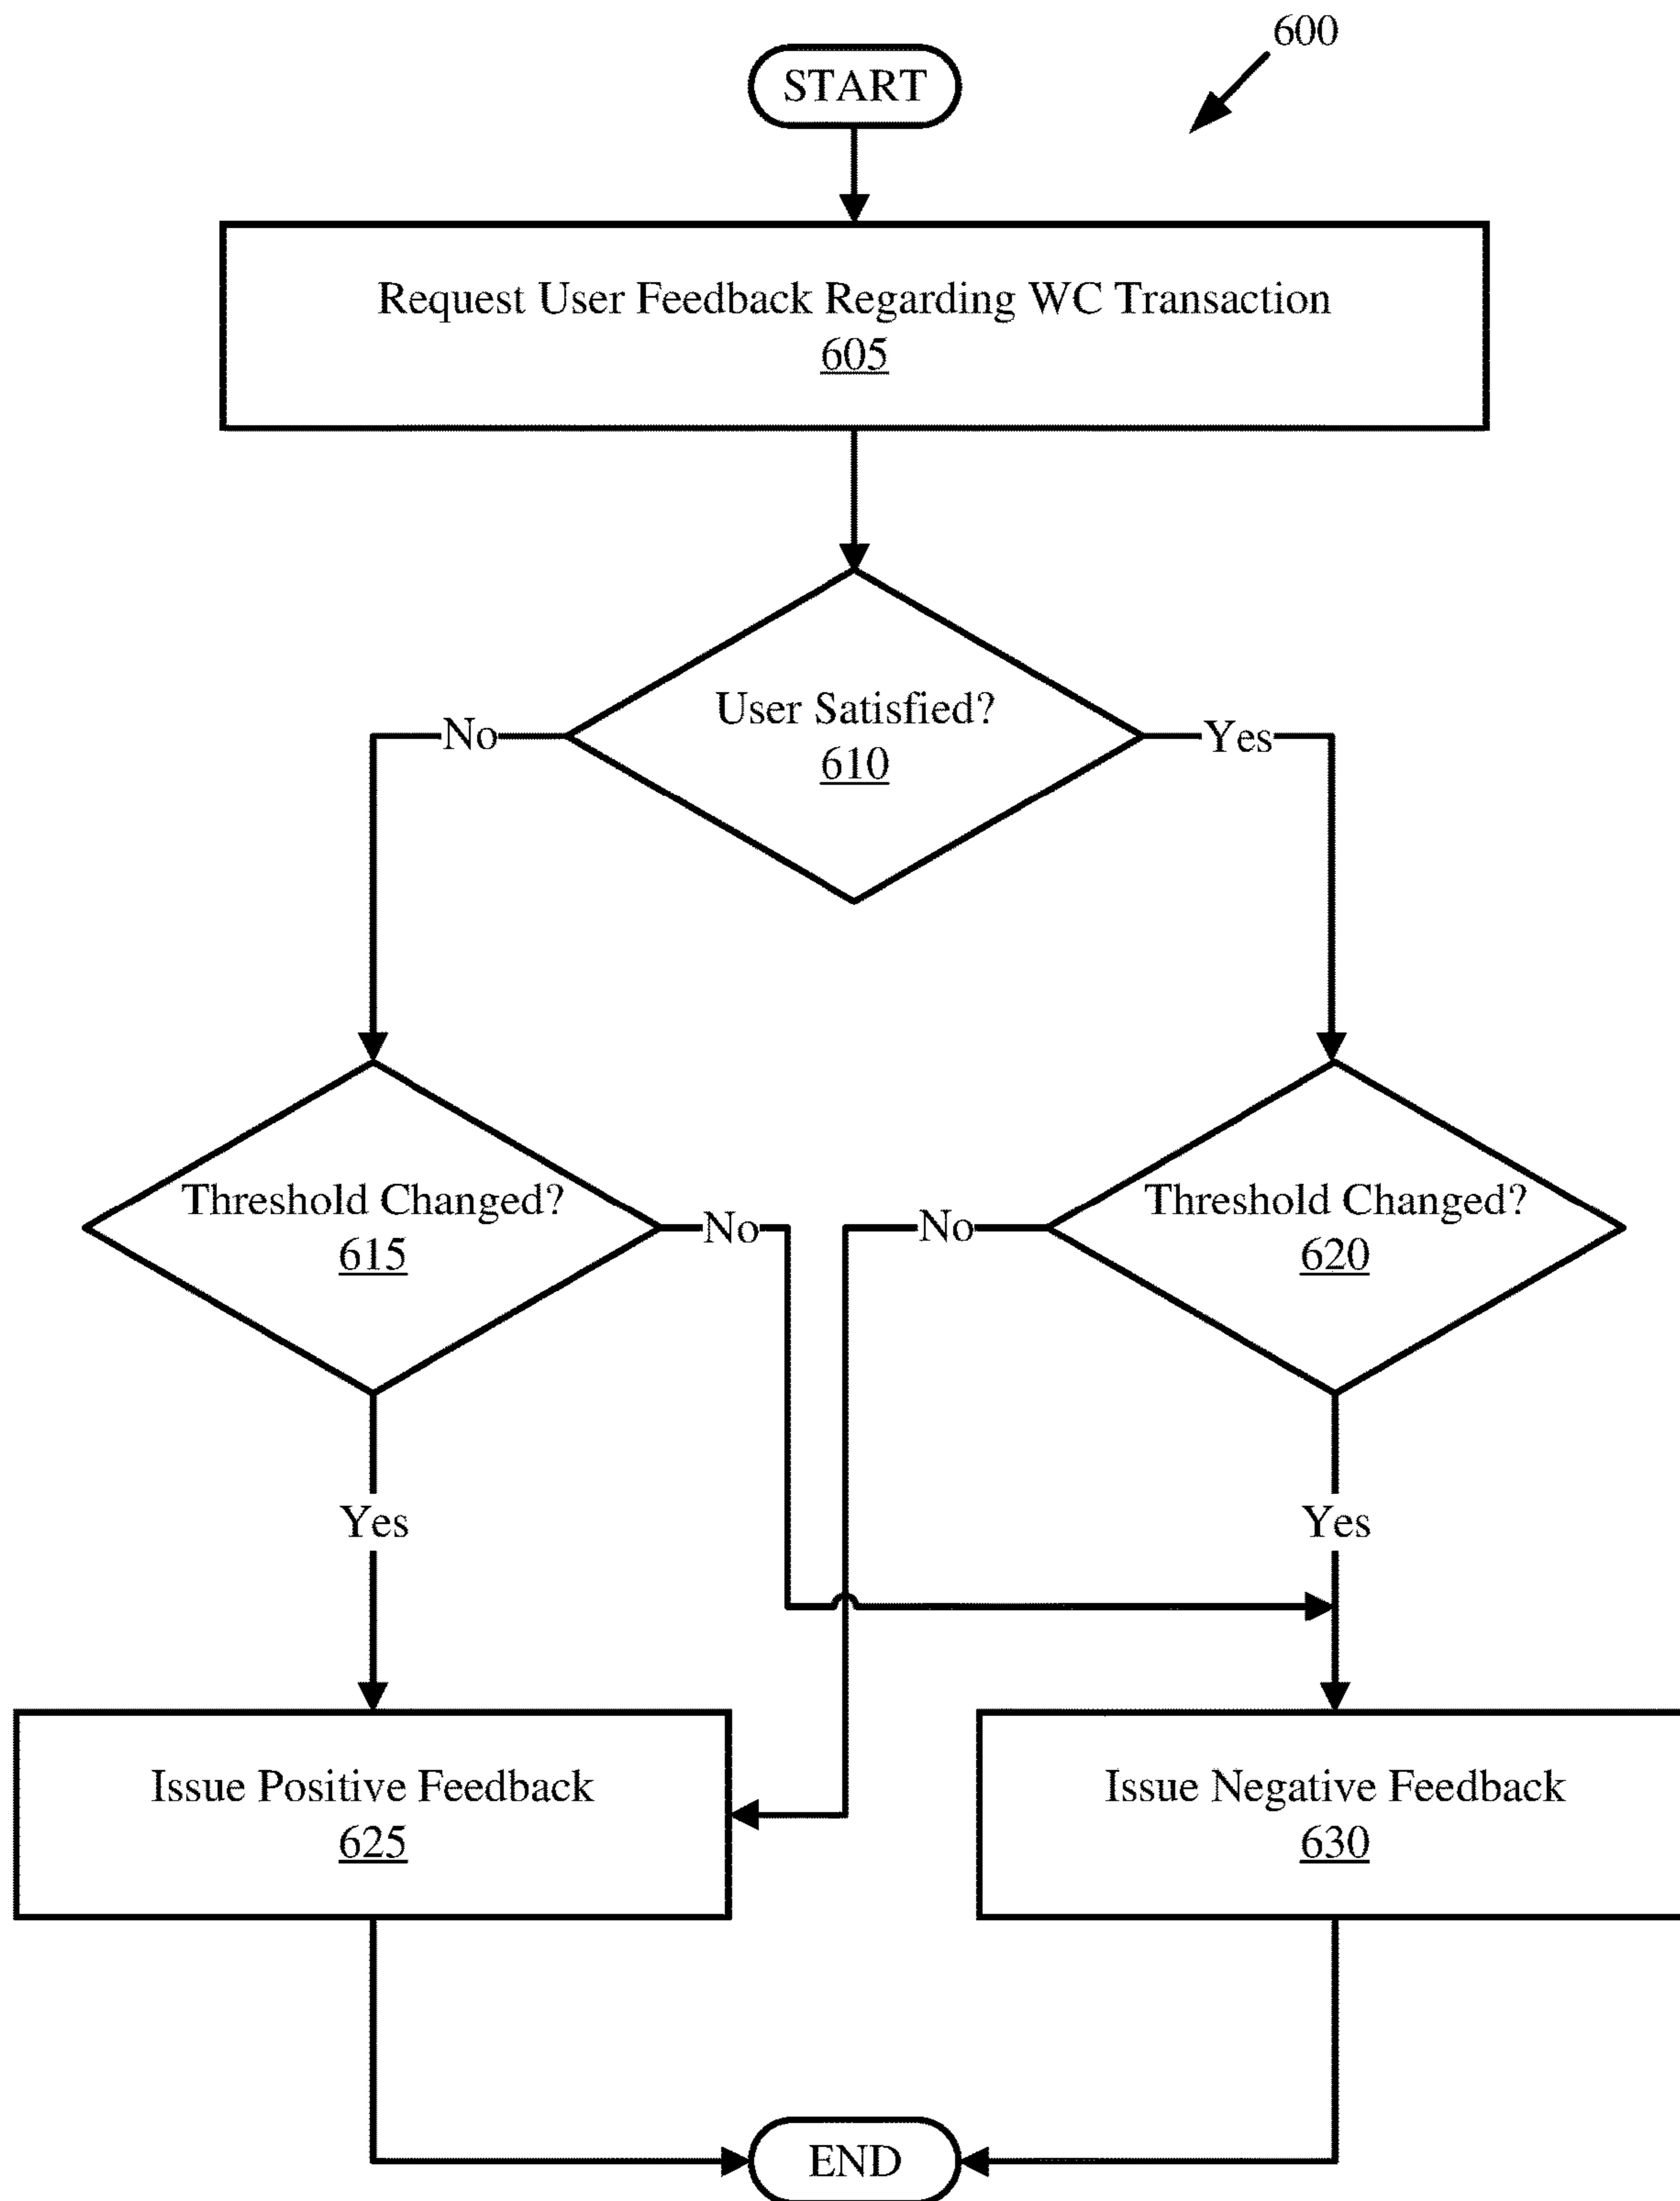 600
START
Request User Feedback Regarding WC Transaction
605
User Satisfied?
610
No
Yes
Threshold Changed?
615
No
No
Threshold Changed?
620
Yes
Yes
Issue Positive Feedback
625
Issue Negative Feedback
630
END